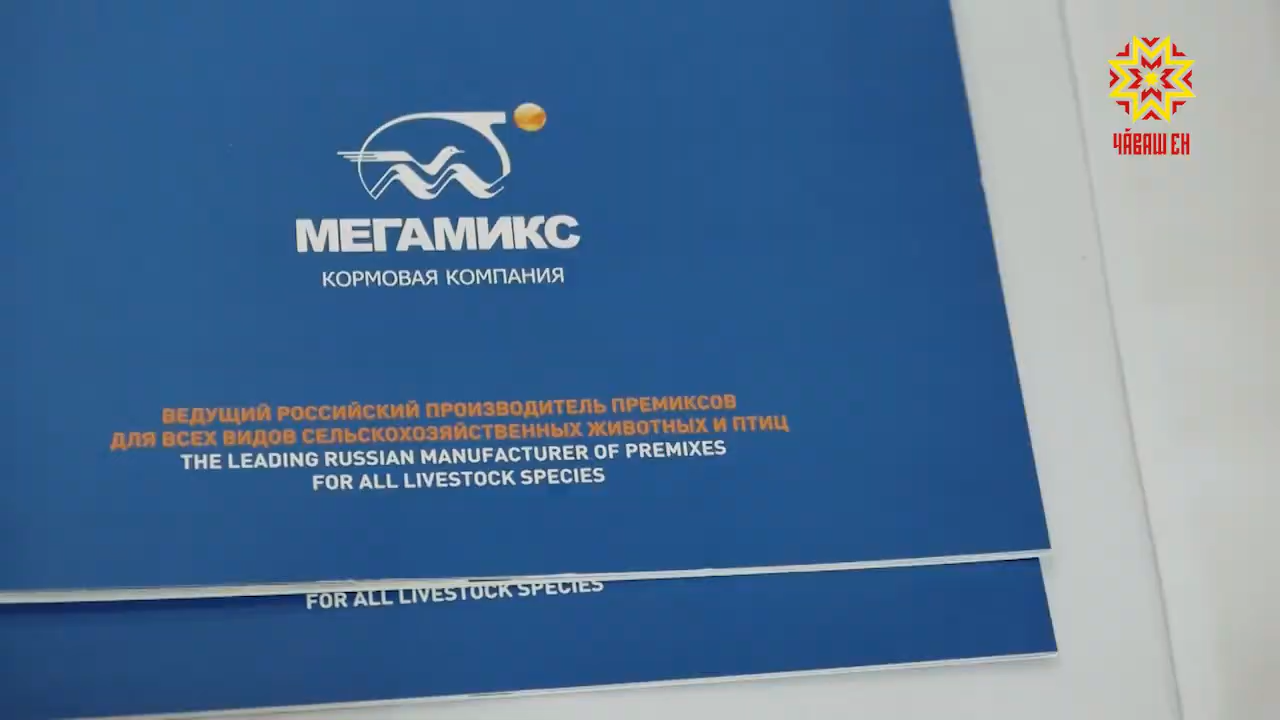 ЧӐВАШ ЕН
МЕГАМИКС
КОРМОВАЯ КОМПАНИЯ
ВЕДУЩИЙ РОССИЙСКИЙ ПРОИЗВОДИТЕЛЬ ПРЕМИКСОВ
ДЛЯ ВСЕХ ВИДОВ СЕЛЬСКОХОЗЯЙСТВЕННЫХ ЖИВОТНЫХ И ПТИЦ
THE LEADING RUSSIAN MANUFACTURER OF PREMIXES
FOR ALL LIVESTOCK SPECIES
FOR ALL LIVESTOCK SPECIES